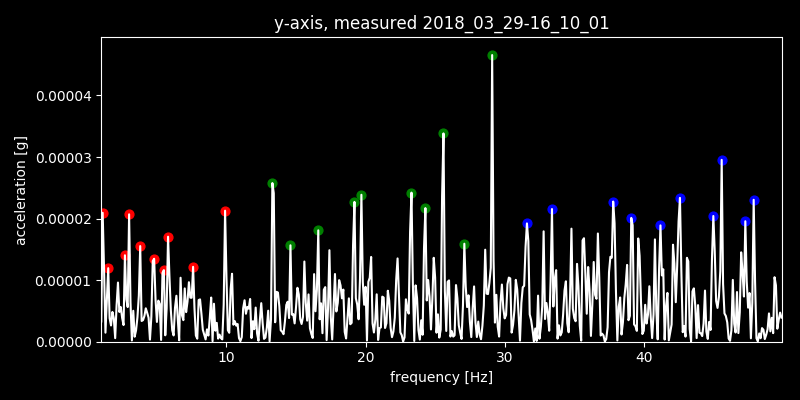 y-axis, measured 2018_03_29-16_10_01
acceleration [g]
0.00004
0.00003
0.00002
0.00001
0.00000
10 20 30 40
frequency [Hz]